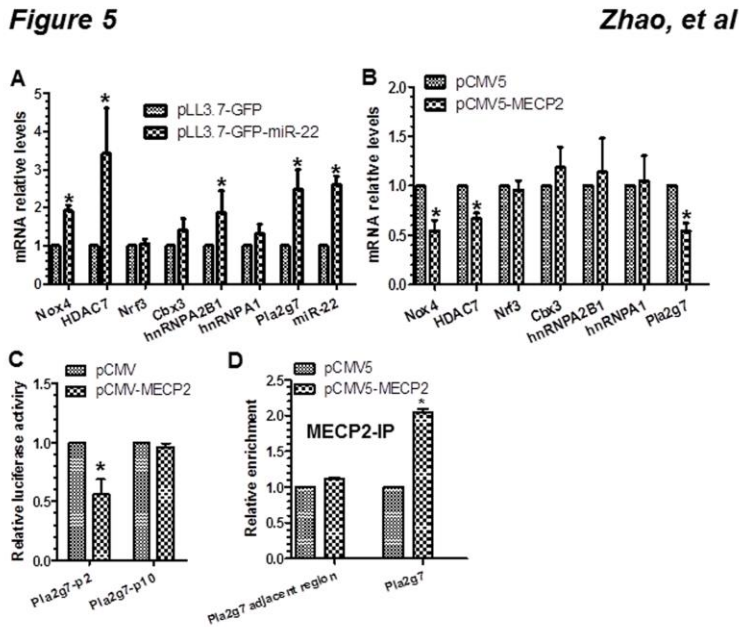 Figure 5
Zhao, et al
A
pLL3.7-GFP
pLL3.7-GFP-miR-22
mRNA relative levels
5
4
3
2
1
0
*
*
*
*
*
Nox4
HDAC7
Nrf3
Cbx3
hnRNPA2B1
hnRNPA1
Pla2g7
miR-22
B
pCMV5
pCMV5-MECP2
mRNA relative levels
2.0
1.5
1.0
0.5
0.0
*
*
*
Nox4
HDAC7
Nrf3
Cbx3
hnRNPA2B1
hnRNPA1
Pla2g7
C
pCMV
pCMV-MECP2
Relative luciferase activiry
1.5
1.0
0.5
0.0
*
Pla2g7-p2
Pla2g7-p10
D
pCMV5
pCMV5-MECP2
MECP2-IP
Relative enrichment
2.5
2.0
1.5
1.0
0.5
0.0
*
Pla2g7 adjacent region
Pla2g7